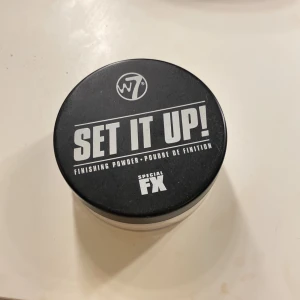 W7
SET IT UP!
FINISHING POWDER • POUDRE DE FINITION
SPECIAL
FX